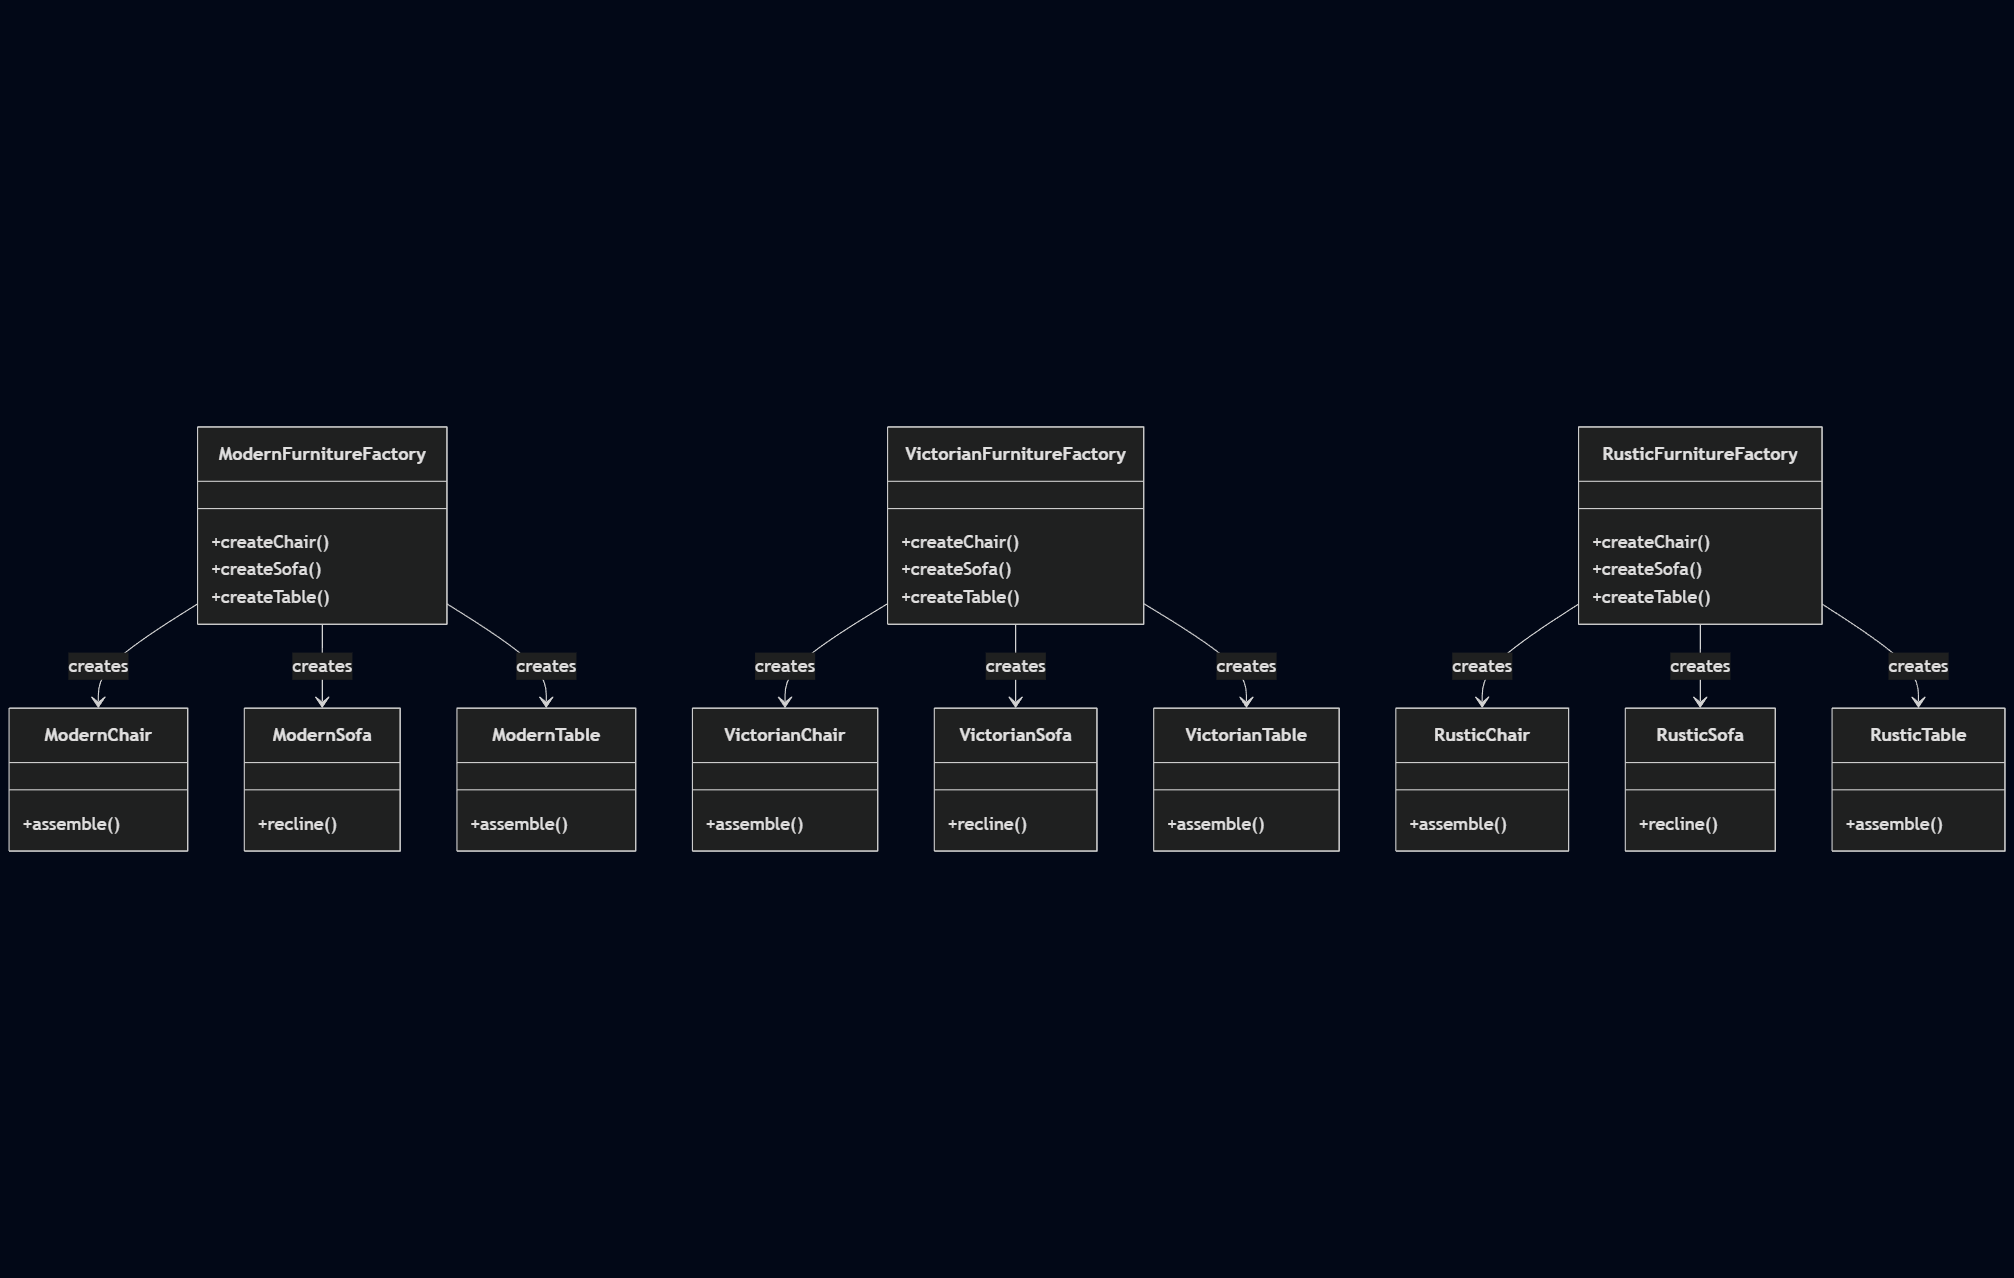 ModernFurnitureFactory
+createChair()
+createSofa()
+createTable()
VictorianFurnitureFactory
+createChair()
+createSofa()
+createTable()
RusticFurnitureFactory
+createChair()
+createSofa()
+createTable()
creates
creates
creates
creates
creates
creates
creates
creates
creates
ModernChair
+assemble()
ModernSofa
+recline()
ModernTable
+assemble()
VictorianChair
+assemble()
VictorianSofa
+recline()
VictorianTable
+assemble()
RusticChair
+assemble()
RusticSofa
+recline()
RusticTable
+assemble()